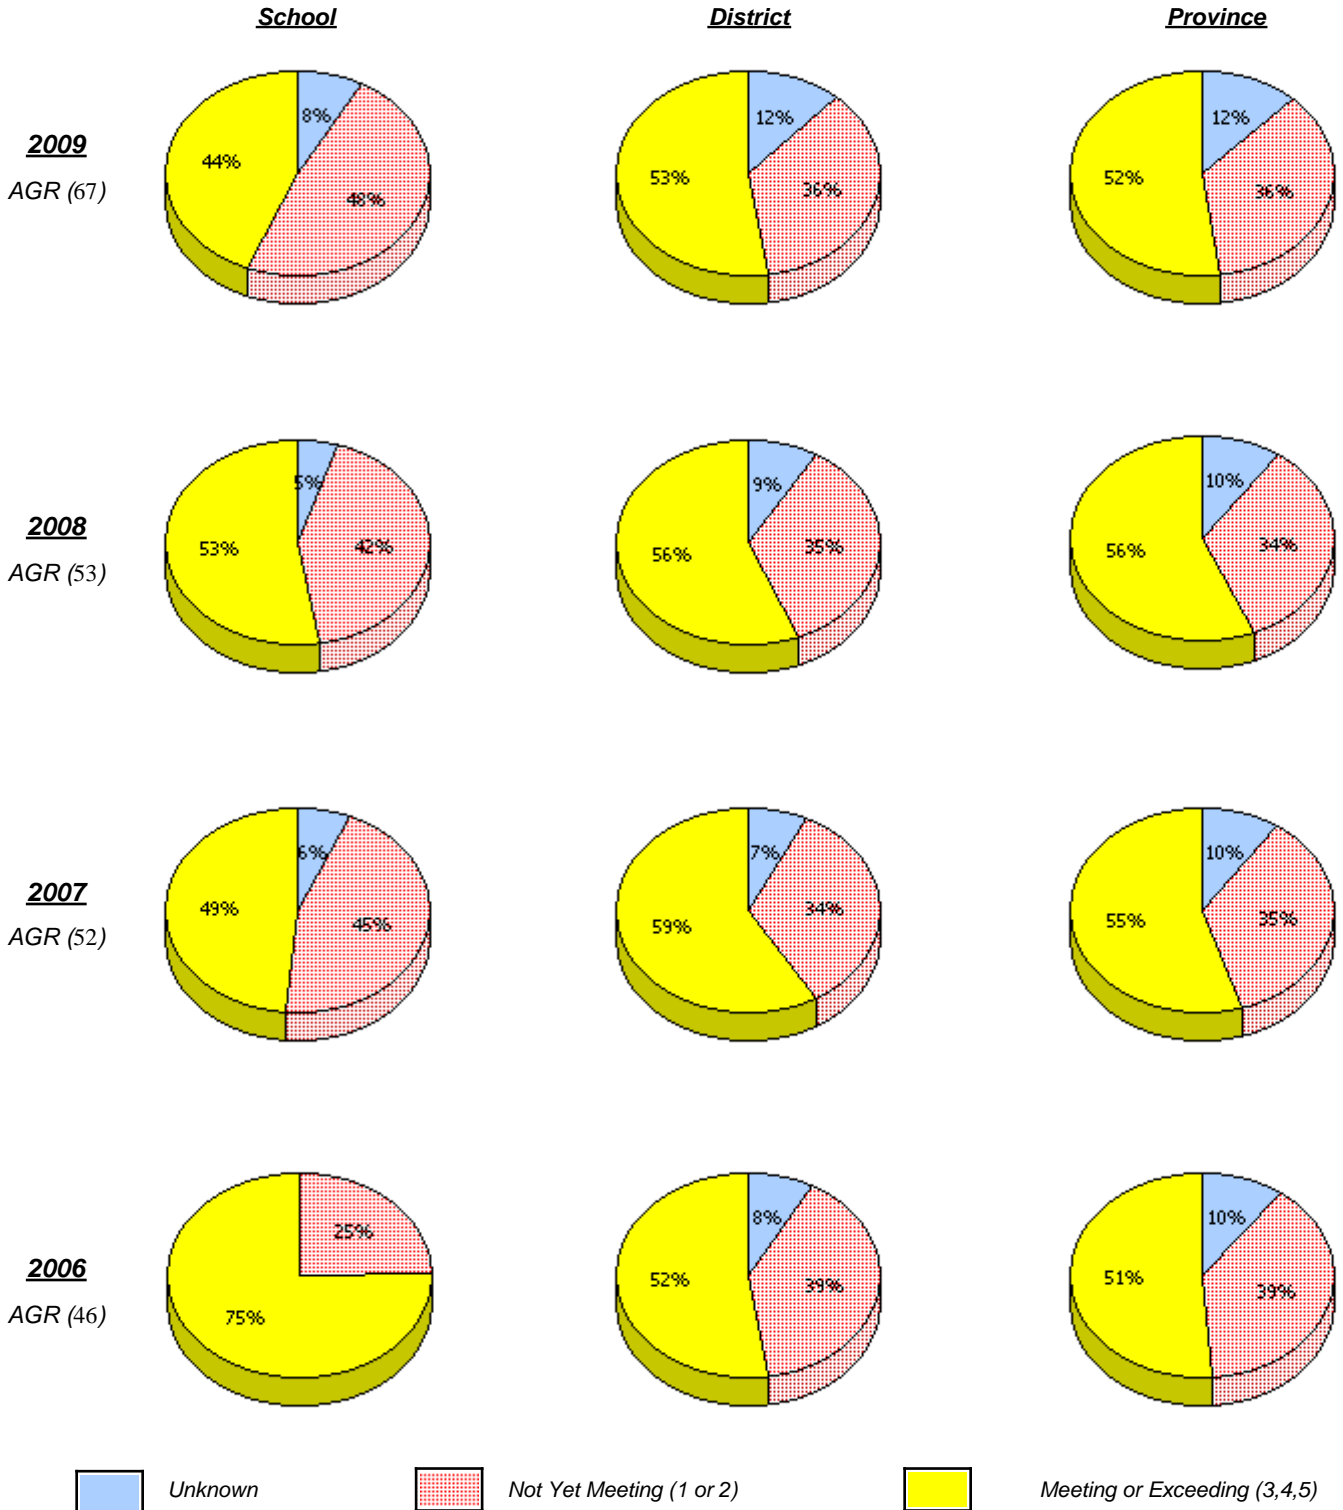 School District Province
8% 12% 12%
2009
44% 53% 52%
AGR (67)
48% 36% 36%
5% 9% 10%
2008
53% 42% 56% 35% 56% 34%
AGR (53)
6% 7% 10%
2007
49% 45% 59% 34% 55% 35%
AGR (52)
8% 10%
25%
2006
75% 52% 39% 51% 39%
AGR (46)
Unknown Not Yet Meeting (1 or 2) Meeting or Exceeding (3,4,5)